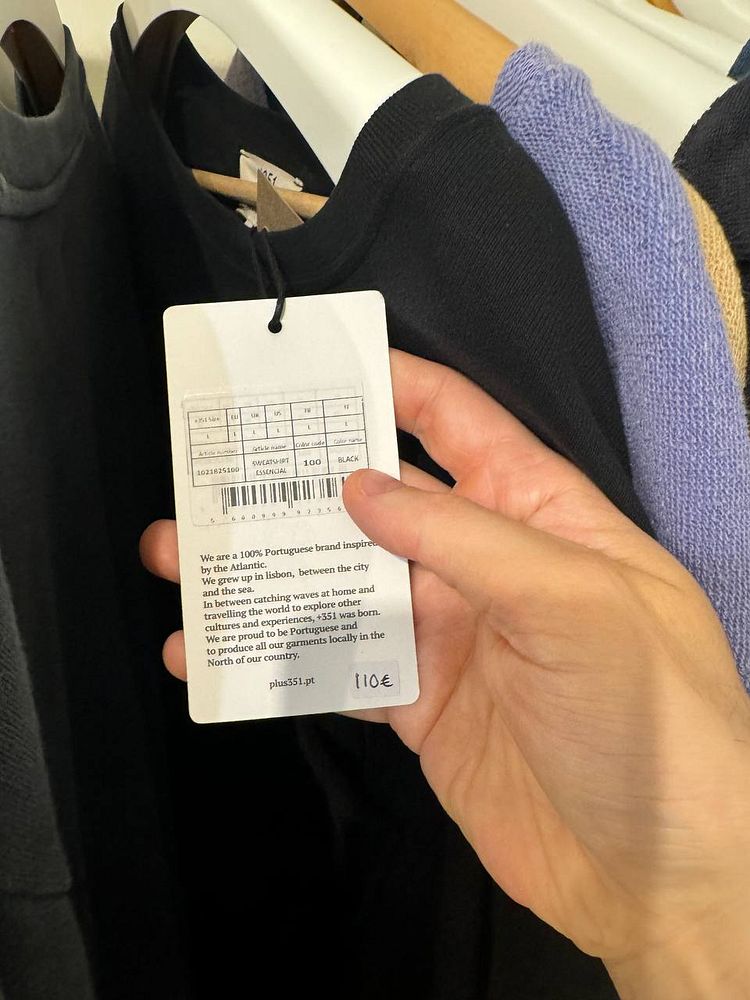 351
+351 Size EU UK US FR IT
L L L L L L
Article number Article name Color code Color name
1021825100 SWEATSHIRT ESSENCIAL 100 BLACK
We are a 100% Portuguese brand inspired
by the Atlantic.
We grew up in lisbon, between the city
and the sea.
In between catching waves at home and
travelling the world to explore other
cultures and experiences, +351 was born.
We are proud to be Portuguese and
to produce all our garments locally in the
North of our country.
plus351.pt
110€